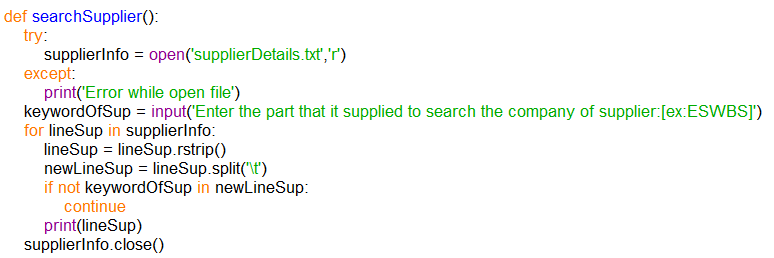 def searchSupplier():
    try:
        supplierInfo = open('supplierDetails.txt','r')
    except:
        print('Error while open file')
    keywordOfSup = input('Enter the part that it supplied to search the company of supplier:[ex:ESWBS]')
    for lineSup in supplierInfo:
        lineSup = lineSup.rstrip()
        newLineSup = lineSup.split('\t')
        if not keywordOfSup in newLineSup:
            continue
        print(lineSup)
    supplierInfo.close()